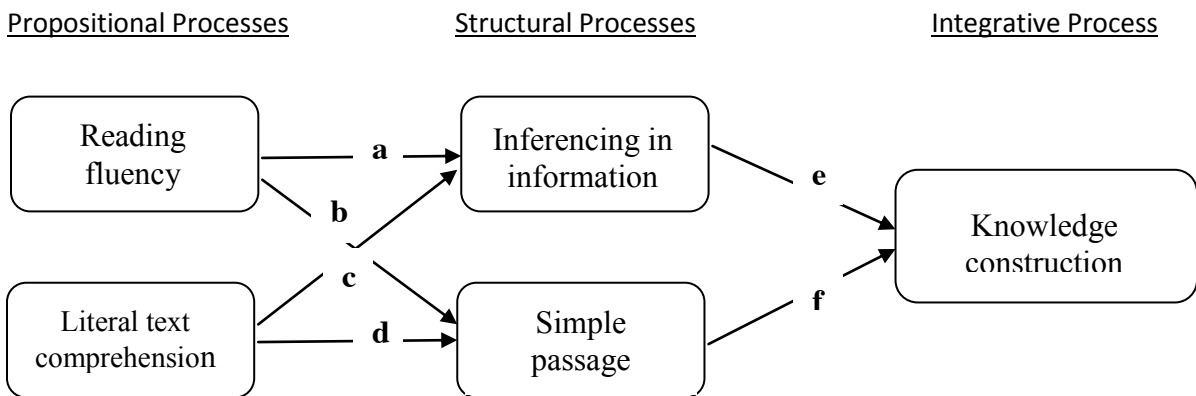 Propositional Processes
Structural Processes
Integrative Process
Reading
fluency
a
Inferencing in
information
b
e
Knowledge
construction
c
Literal text
comprehension
d
Simple
passage
f